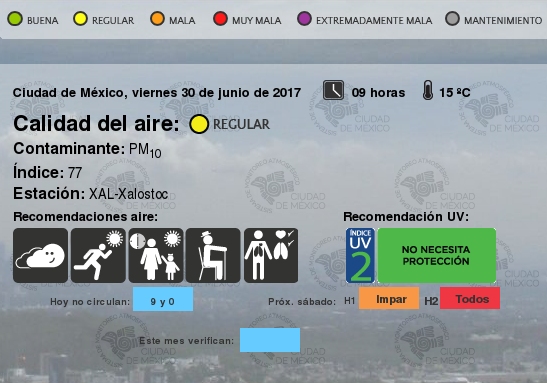 BUENA REGULAR MALA MUY MALA EXTREMADAMENTE MALA MANTENIMIENTO
Ciudad de México, viernes 30 de junio de 2017 09 horas 15 ºC
Calidad del aire: REGULAR
Contaminante: PM10
Índice: 77
Estación: XAL-Xalostoc
Recomendaciones aire: Recomendación UV:
ÍNDICE
UV
2
NO NECESITA
PROTECCIÓN
Hoy no circulan: 9 y 0 Próx. sábado: H1 Impar H2 Todos
Este mes verifican:
MONITOREO ATMOSFÉRICO
CIUDAD
DE MÉXICO